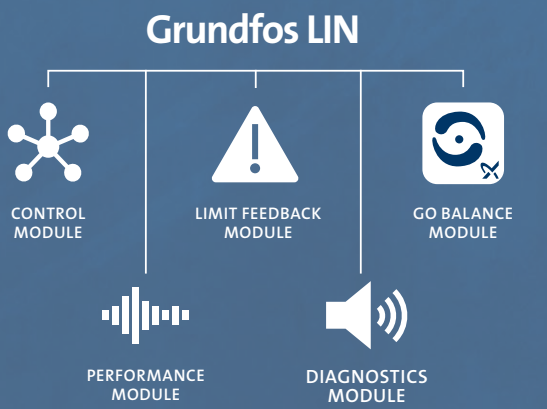 Grundfos LIN
CONTROL
MODULE
LIMIT FEEDBACK
MODULE
GO BALANCE
MODULE
PERFORMANCE
MODULE
DIAGNOSTICS
MODULE